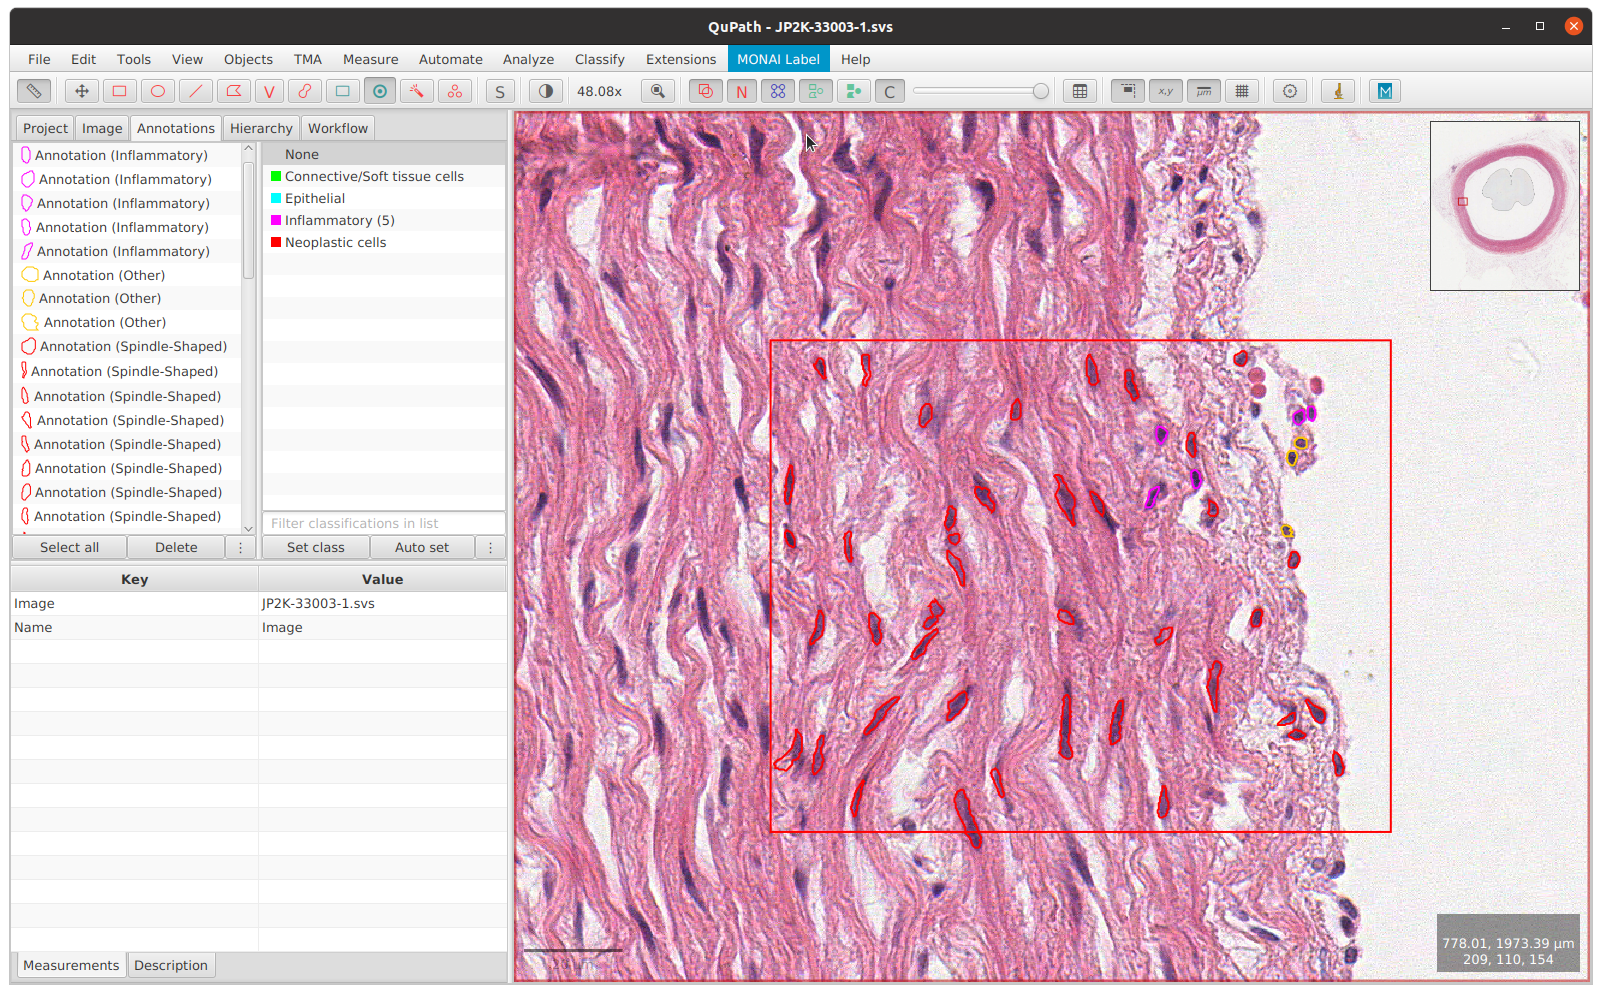 QuPath - JP2K-33003-1.svs
File Edit Tools View Objects TMA Measure Automate Analyze Classify Extensions MONAI Label Help
V S 48.08x N C x,y μm M
Project Image Annotations Hierarchy Workflow
Annotation (Inflammatory)
Annotation (Inflammatory)
Annotation (Inflammatory)
Annotation (Inflammatory)
Annotation (Inflammatory)
Annotation (Other)
Annotation (Other)
Annotation (Other)
Annotation (Spindle-Shaped)
Annotation (Spindle-Shaped)
Annotation (Spindle-Shaped)
Annotation (Spindle-Shaped)
Annotation (Spindle-Shaped)
Annotation (Spindle-Shaped)
Annotation (Spindle-Shaped)
Annotation (Spindle-Shaped)
None
Connective/Soft tissue cells
Epithelial
Inflammatory (5)
Neoplastic cells
Filter classifications in list
Select all Delete ⋮ Set class Auto set ⋮
Key Value
Image JP2K-33003-1.svs
Name Image
Measurements Description
778.01, 1973.39 μm
209, 110, 154